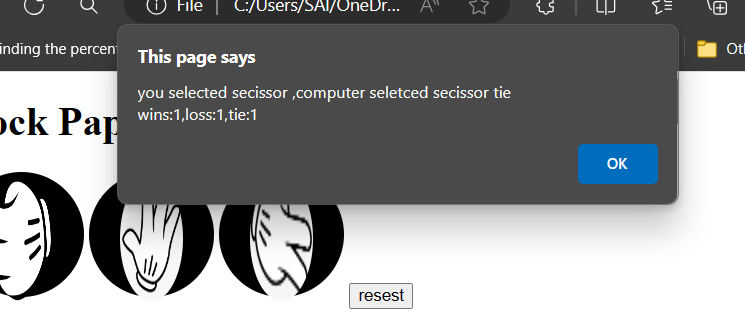 File
C:/Users/SAI/OneDr...
A
inding the percent
Ot
This page says
you selected secissor ,computer seletced secissor tie
wins:1,loss:1,tie:1
OK
ock Pap
resest